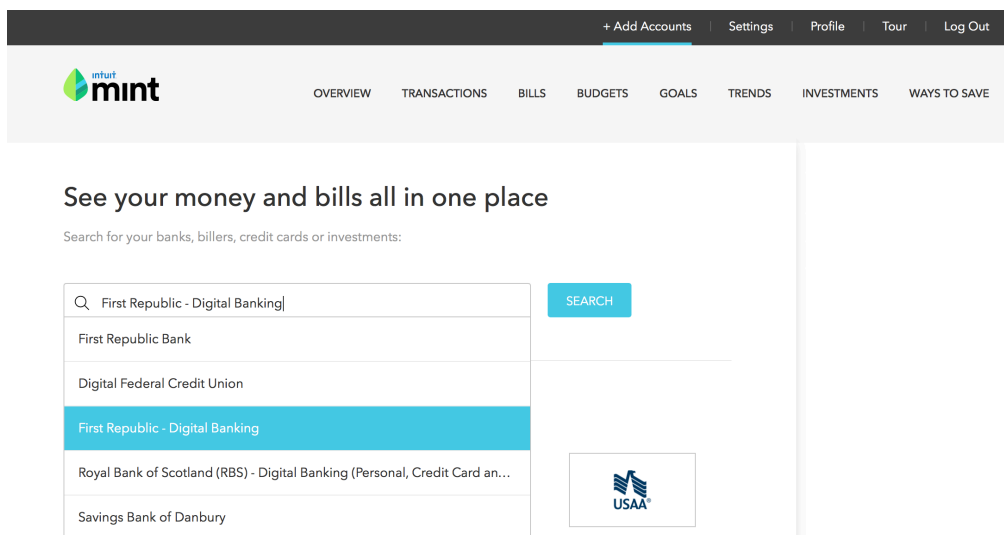 + Add Accounts | Settings | Profile | Tour | Log Out
intuit
mint
OVERVIEW TRANSACTIONS BILLS BUDGETS GOALS TRENDS INVESTMENTS WAYS TO SAVE
See your money and bills all in one place
Search for your banks, billers, credit cards or investments:
First Republic - Digital Banking
SEARCH
First Republic Bank
Digital Federal Credit Union
First Republic - Digital Banking
Royal Bank of Scotland (RBS) - Digital Banking (Personal, Credit Card an...
Savings Bank of Danbury
USAA®